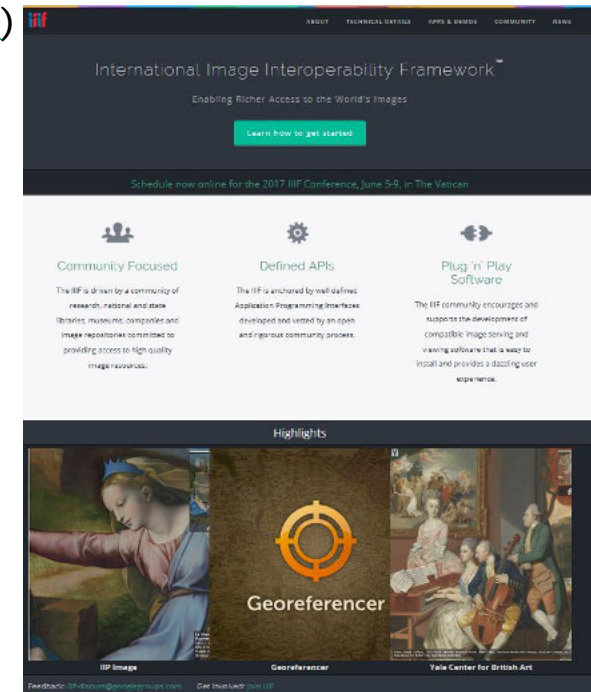 )
iiif
ABOUT TECHNICAL DETAILS APPS & DEMOS COMMUNITY NEWS
International Image Interoperability Framework™
Enabling Richer Access to the World's Images
Learn how to get started
Schedule now online for the 2017 IIIF Conference, June 5-9, in The Vatican
Community Focused
The IIIF is driven by a community of
research, national and state
libraries, museums, companies and
image repositories committed to
providing access to high quality
image resources.
Defined APIs
The IIIF is anchored by well defined
Application Programming Interfaces
developed and vetted by an open
and rigorous community process.
Plug 'n' Play
Software
The IIIF community encourages and
supports the development of
compatible image serving and
viewing software that is easy to
install and provides a dazzling user
experience.
Highlights
Georeferencer
IIP Image Georeferencer Yale Center for British Art
Feedback: iiif-discuss@googlegroups.com Get Involved: Join IIIF